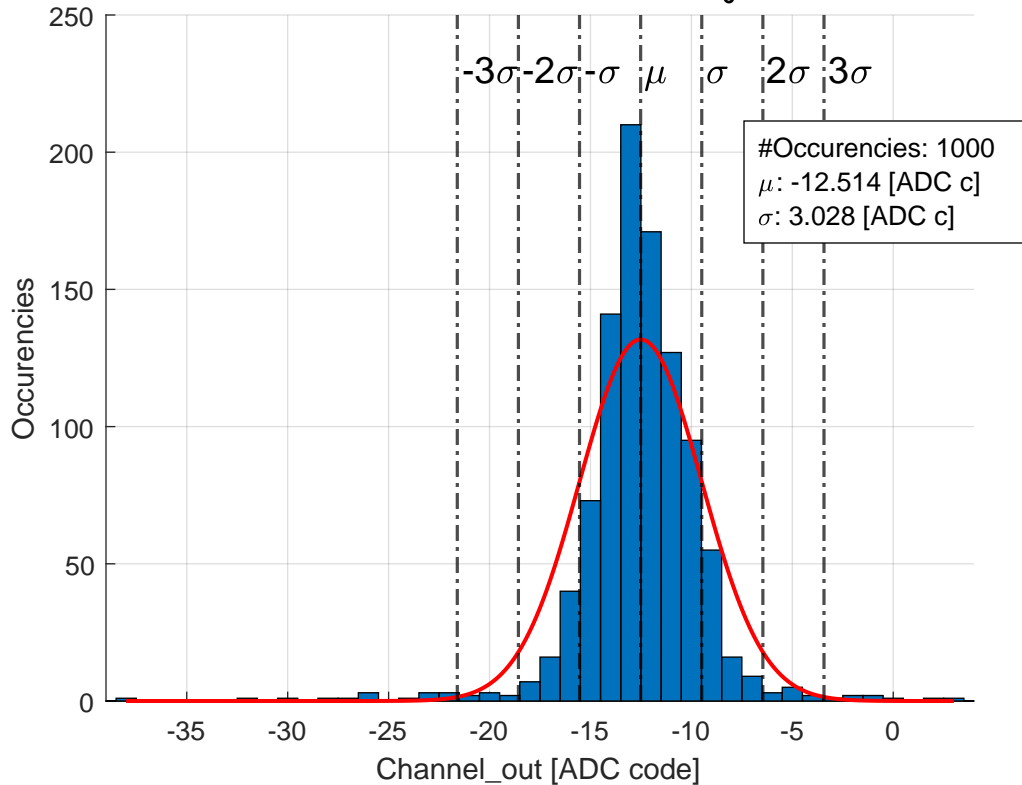 250
200
150
100
50
0
-3σ -2σ -σ μ σ 2σ 3σ
#Occurencies: 1000
μ: -12.514 [ADC c]
σ: 3.028 [ADC c]
Occurencies
-35 -30 -25 -20 -15 -10 -5 0
Channel_out [ADC code]